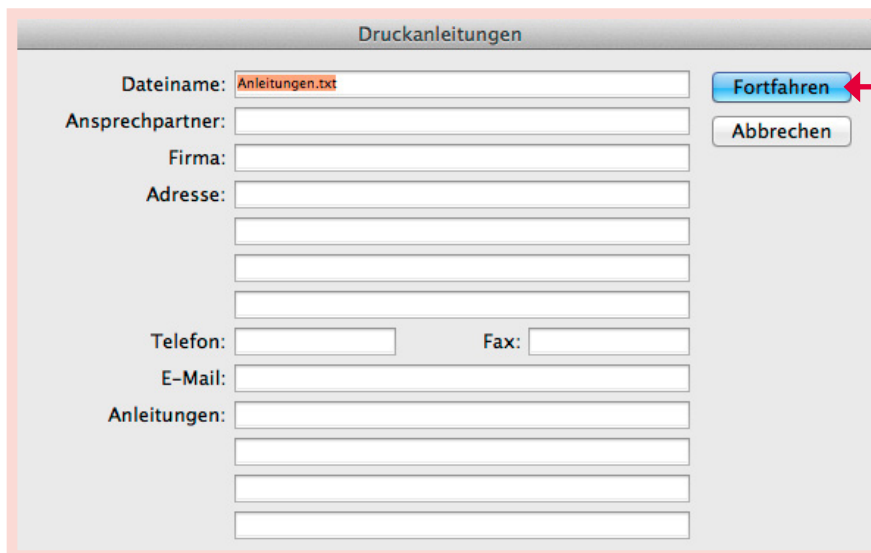 Druckanleitungen
Dateiname: Anleitungen.txt
Fortfahren
Ansprechpartner:
Abbrechen
Firma:
Adresse:
Telefon: Fax:
E-Mail:
Anleitungen: